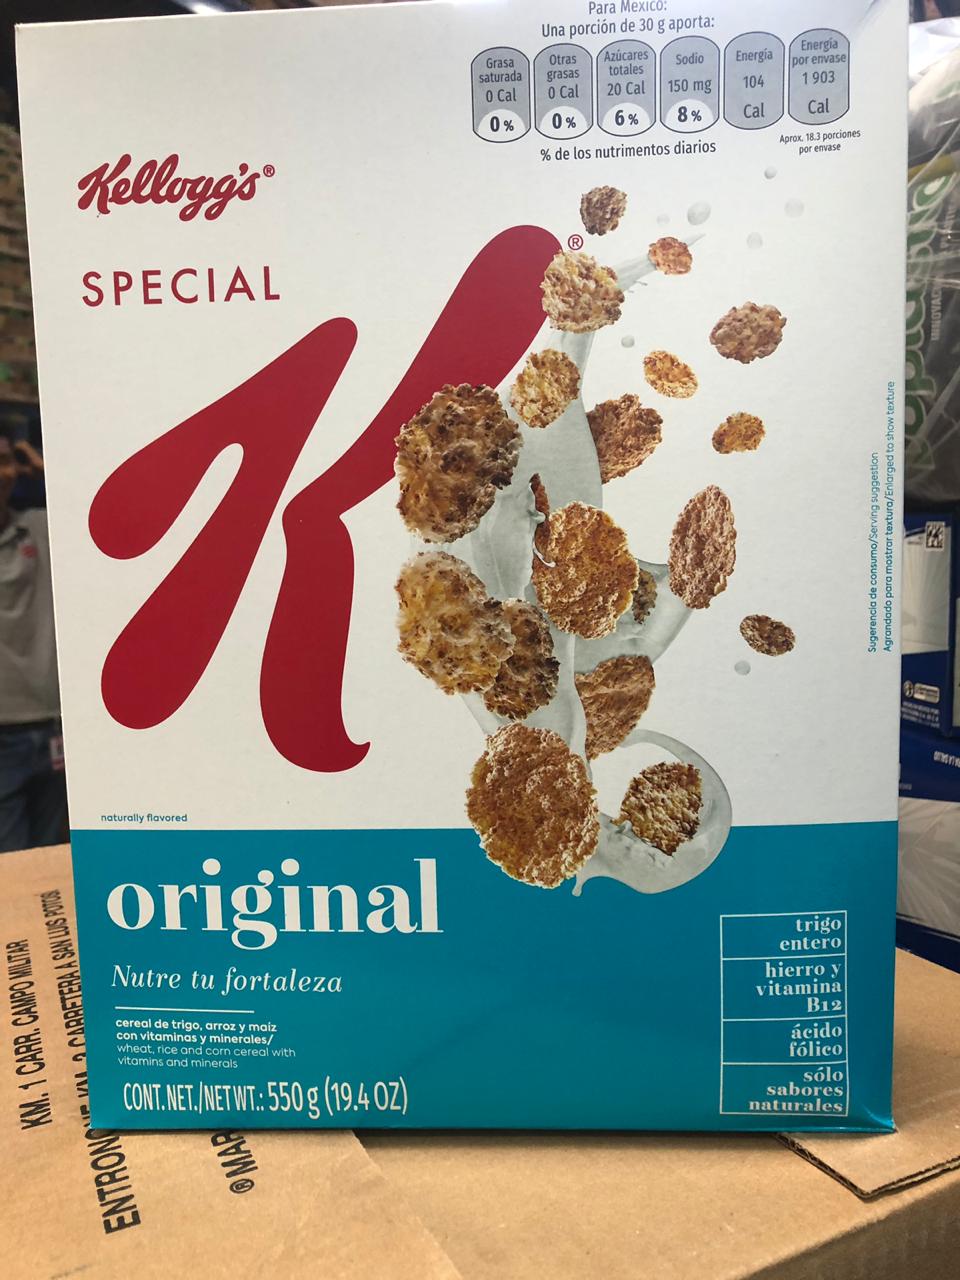 Para México:
Una porción de 30 g aporta:
Grasa
saturada
0 Cal
0 %
Otras
grasas
0 Cal
0 %
Azúcares
totales
20 Cal
6 %
Sodio
150 mg
8 %
Energía
104
Cal
Energía
por envase
1 903
Cal
% de los nutrimentos diarios
Aprox. 18.3 porciones
por envase
Kellogg's®
SPECIAL
K®
Sugerencia de consumo/Serving suggestion
Agrandado para mostrar textura/Enlarged to show texture
naturally flavored
original
Nutre tu fortaleza
cereal de trigo, arroz y maíz
con vitaminas y minerales/
wheat, rice and corn cereal with
vitamins and minerals
CONT. NET./NET WT.: 550 g (19.4 OZ)
trigo
entero
hierro y
vitamina
B12
ácido
fólico
sólo
sabores
naturales
KM. 1 CARR. CAMPO MILITAR
CARRETERA A SAN LUIS POTOSI
® MAR